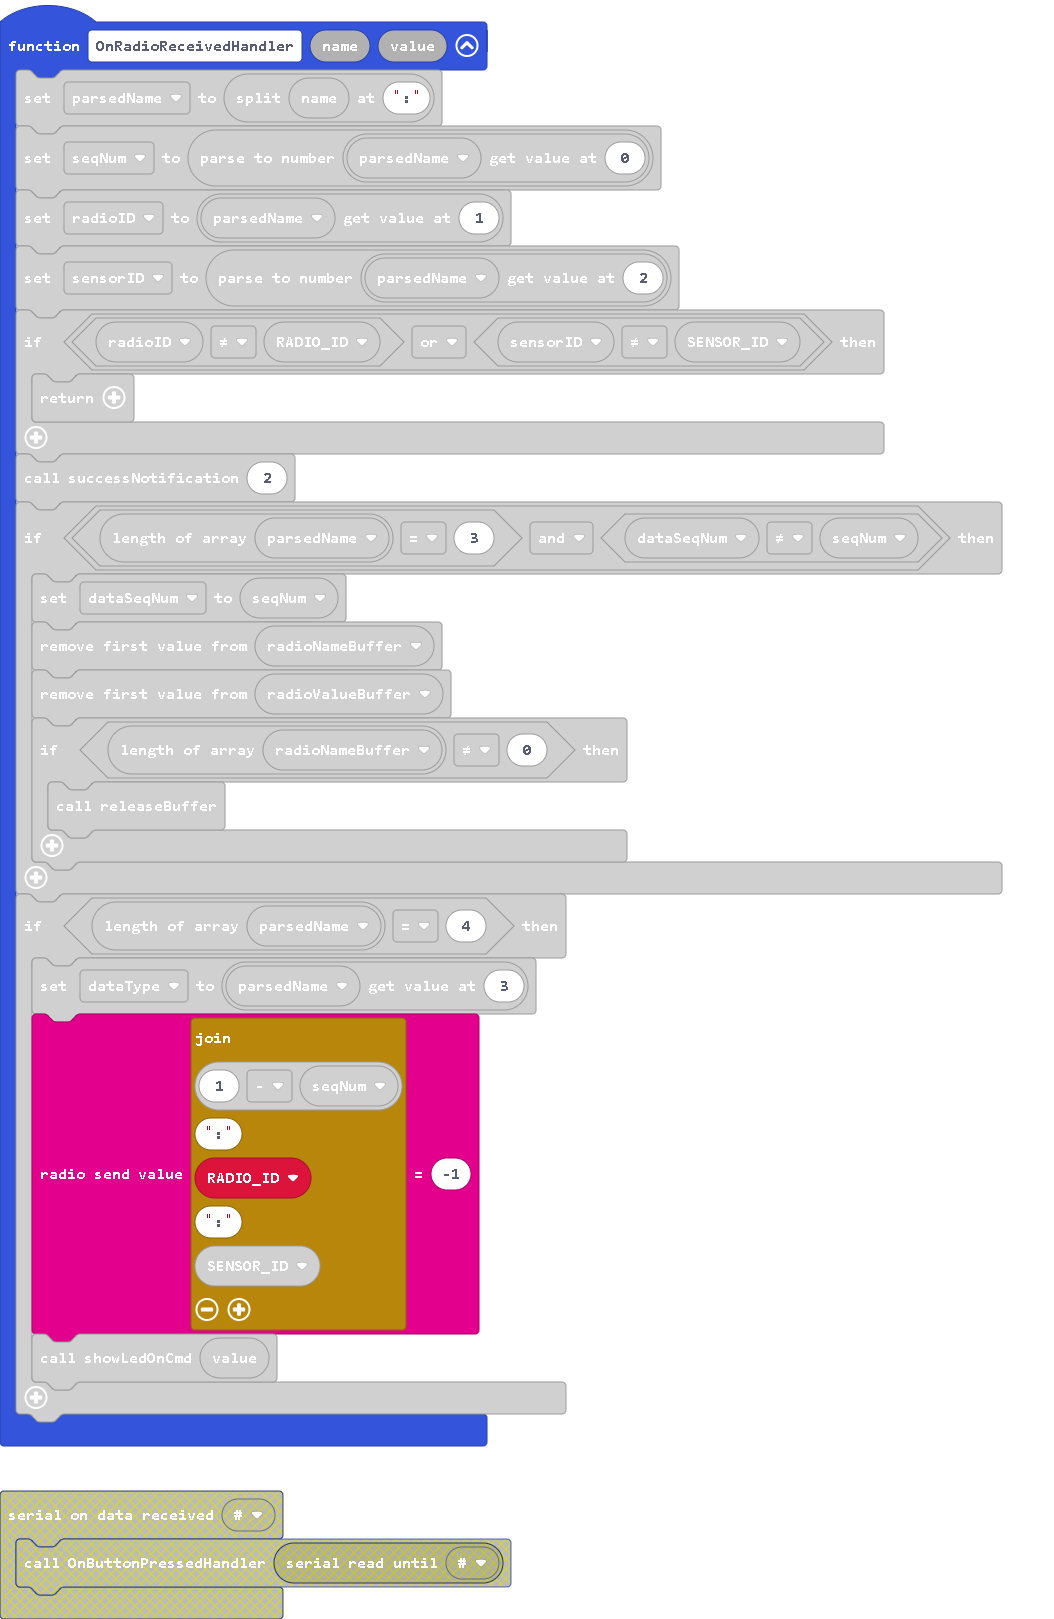 function OnRadioReceivedHandler name value
set parsedName to split name at ":"
set seqNum to parse to number parsedName get value at 0
set radioID to parsedName get value at 1
set sensorID to parse to number parsedName get value at 2
if radioID ≠ RADIO_ID or sensorID ≠ SENSOR_ID then
return
call successNotification 2
if length of array parsedName = 3 and dataSeqNum ≠ seqNum then
set dataSeqNum to seqNum
remove first value from radioNameBuffer
remove first value from radioValueBuffer
if length of array radioNameBuffer ≠ 0 then
call releaseBuffer
if length of array parsedName = 4 then
set dataType to parsedName get value at 3
join
1 - seqNum
":"
radio send value = -1
RADIO_ID
":"
SENSOR_ID
call showLedOnCmd value
serial on data received #
call OnButtonPressedHandler serial read until #